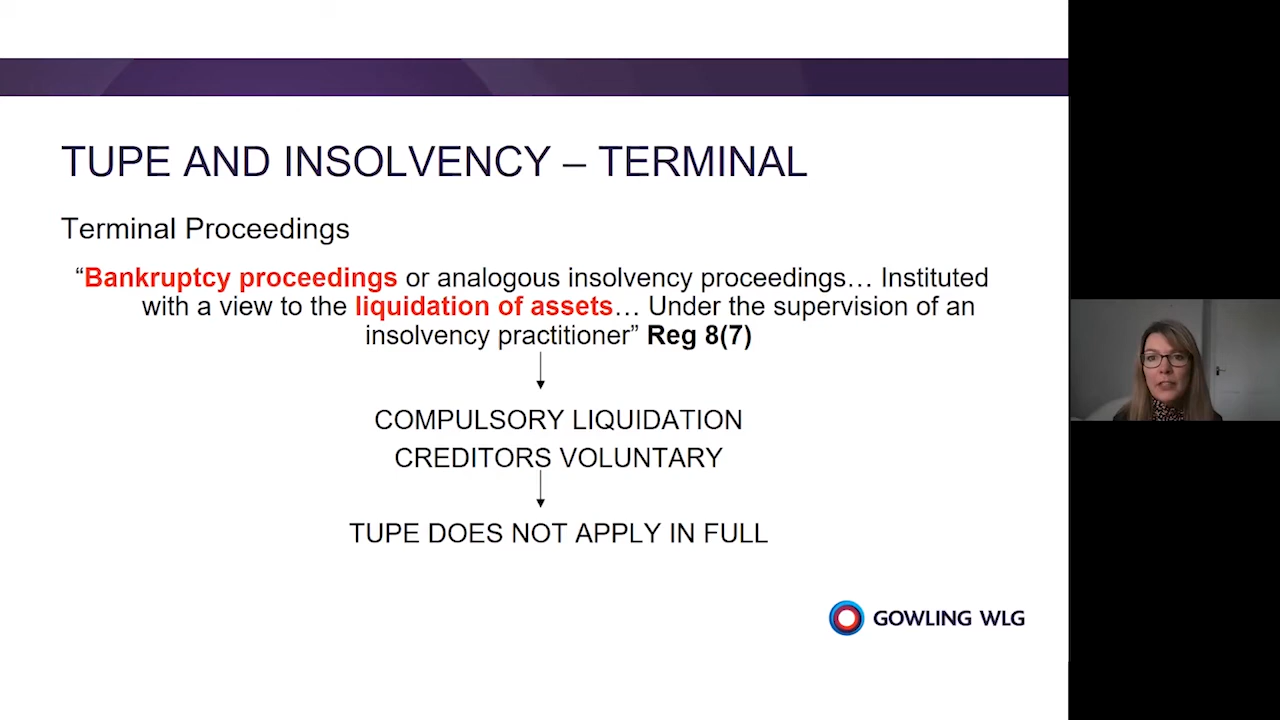 TUPE AND INSOLVENCY – TERMINAL
Terminal Proceedings
“Bankruptcy proceedings or analogous insolvency proceedings… Instituted
with a view to the liquidation of assets… Under the supervision of an
insolvency practitioner” Reg 8(7)
COMPULSORY LIQUIDATION
CREDITORS VOLUNTARY
TUPE DOES NOT APPLY IN FULL
GOWLING WLG